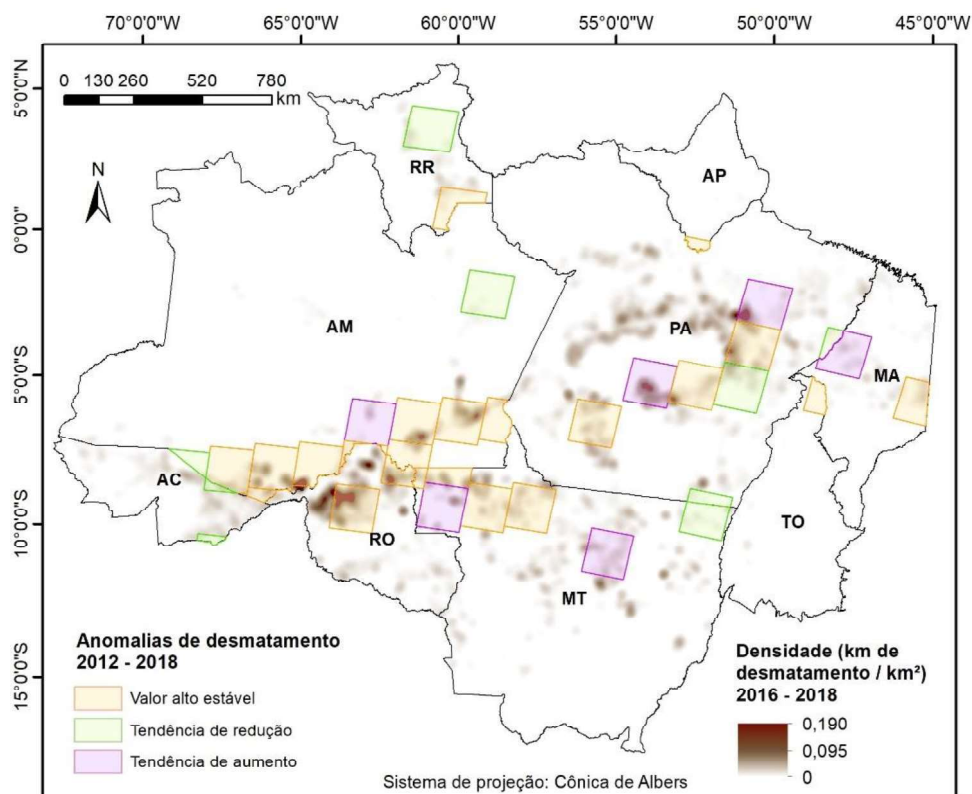 70°0'0"W 65°0'0"W 60°0'0"W 55°0'0"W 50°0'0"W 45°0'0"W
5°0'0"N
0°0'0"
5°0'0"S
10°0'0"S
15°0'0"S
0 130 260 520 780
km
N
RR
AP
AM
PA
MA
AC
RO
TO
MT
Anomalias de desmatamento
2012 - 2018
Valor alto estável
Tendência de redução
Tendência de aumento
Densidade (km de
desmatamento / km²)
2016 - 2018
0,190
0,095
0
Sistema de projeção: Cônica de Albers